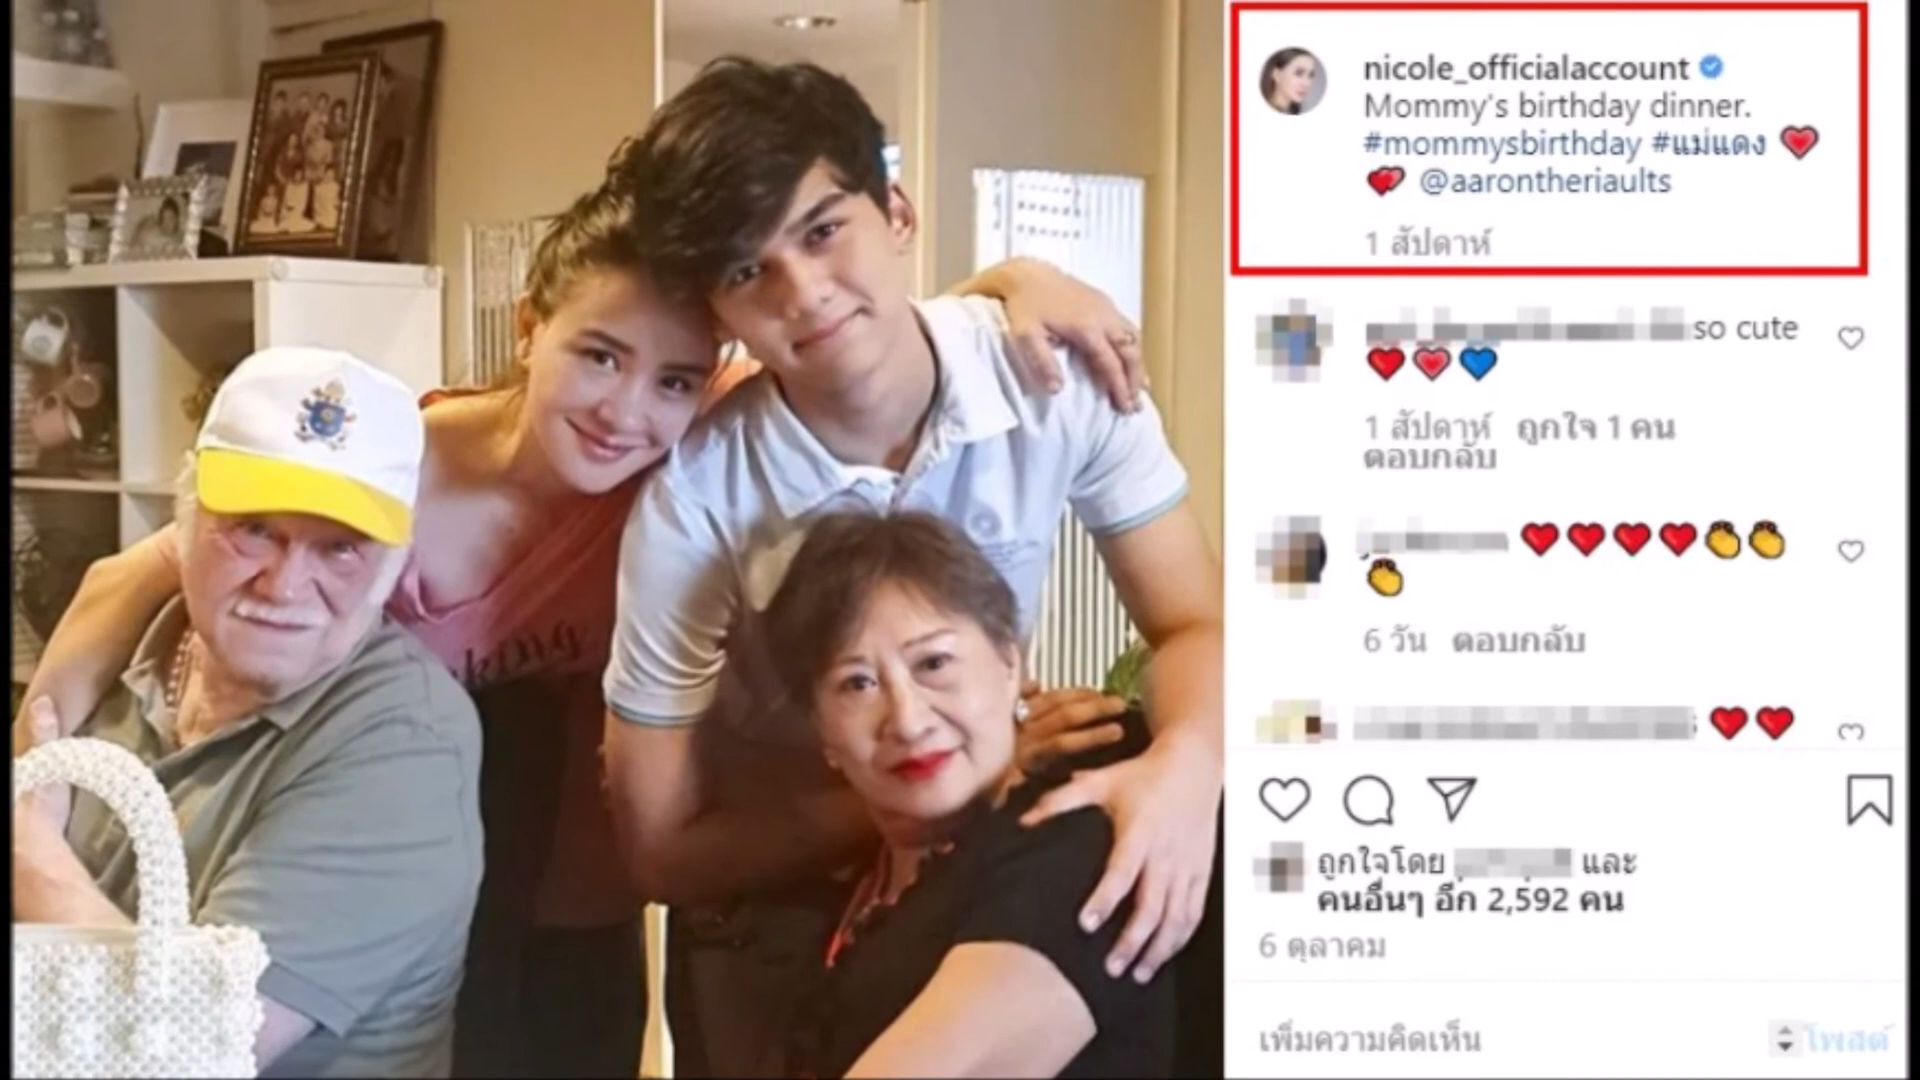 nicole_officialaccount
Mommy's birthday dinner.
#mommysbirthday #แม่แดง
@aarontheriaults
1 สัปดาห์
so cute
1 สัปดาห์ ถูกใจ 1 คน
ตอบกลับ
6 วัน ตอบกลับ
ถูกใจโดย และ
คนอื่นๆ อีก 2,592 คน
6 ตุลาคม
เพิ่มความคิดเห็น
โพสต์